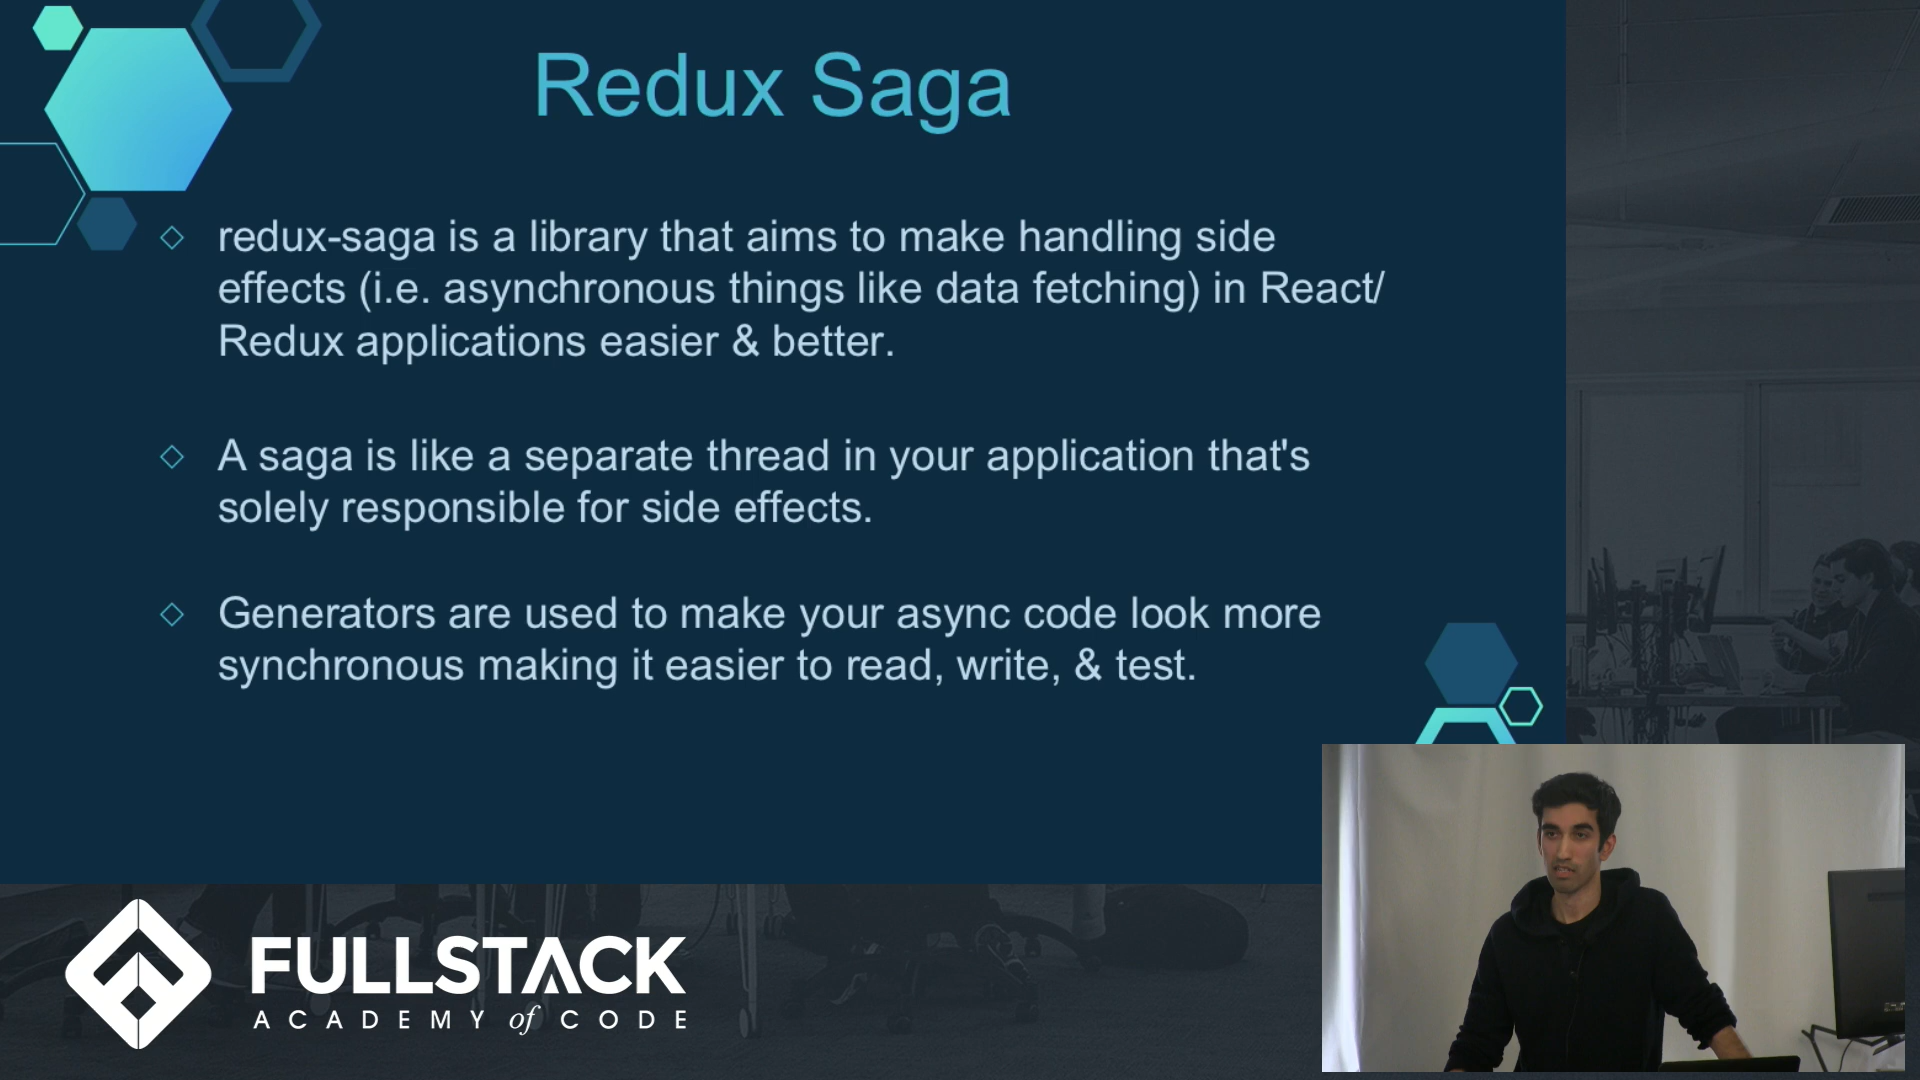 Redux Saga
redux-saga is a library that aims to make handling side
effects (i.e. asynchronous things like data fetching) in React/
Redux applications easier & better.
A saga is like a separate thread in your application that's
solely responsible for side effects.
Generators are used to make your async code look more
synchronous making it easier to read, write, & test.
FULLSTACK
ACADEMY of CODE